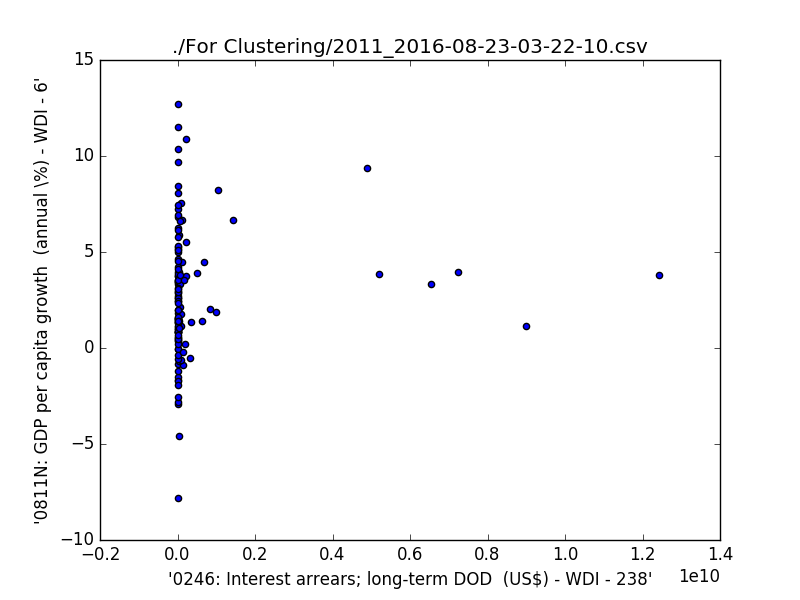 ./For Clustering/2011_2016-08-23-03-22-10.csv
15
10
5
0
−5
−10
'0811N: GDP per capita growth  (annual \%) - WDI - 6'
−0.2 0.0 0.2 0.4 0.6 0.8 1.0 1.2 1.4
1e10
'0246: Interest arrears; long-term DOD  (US$) - WDI - 238'